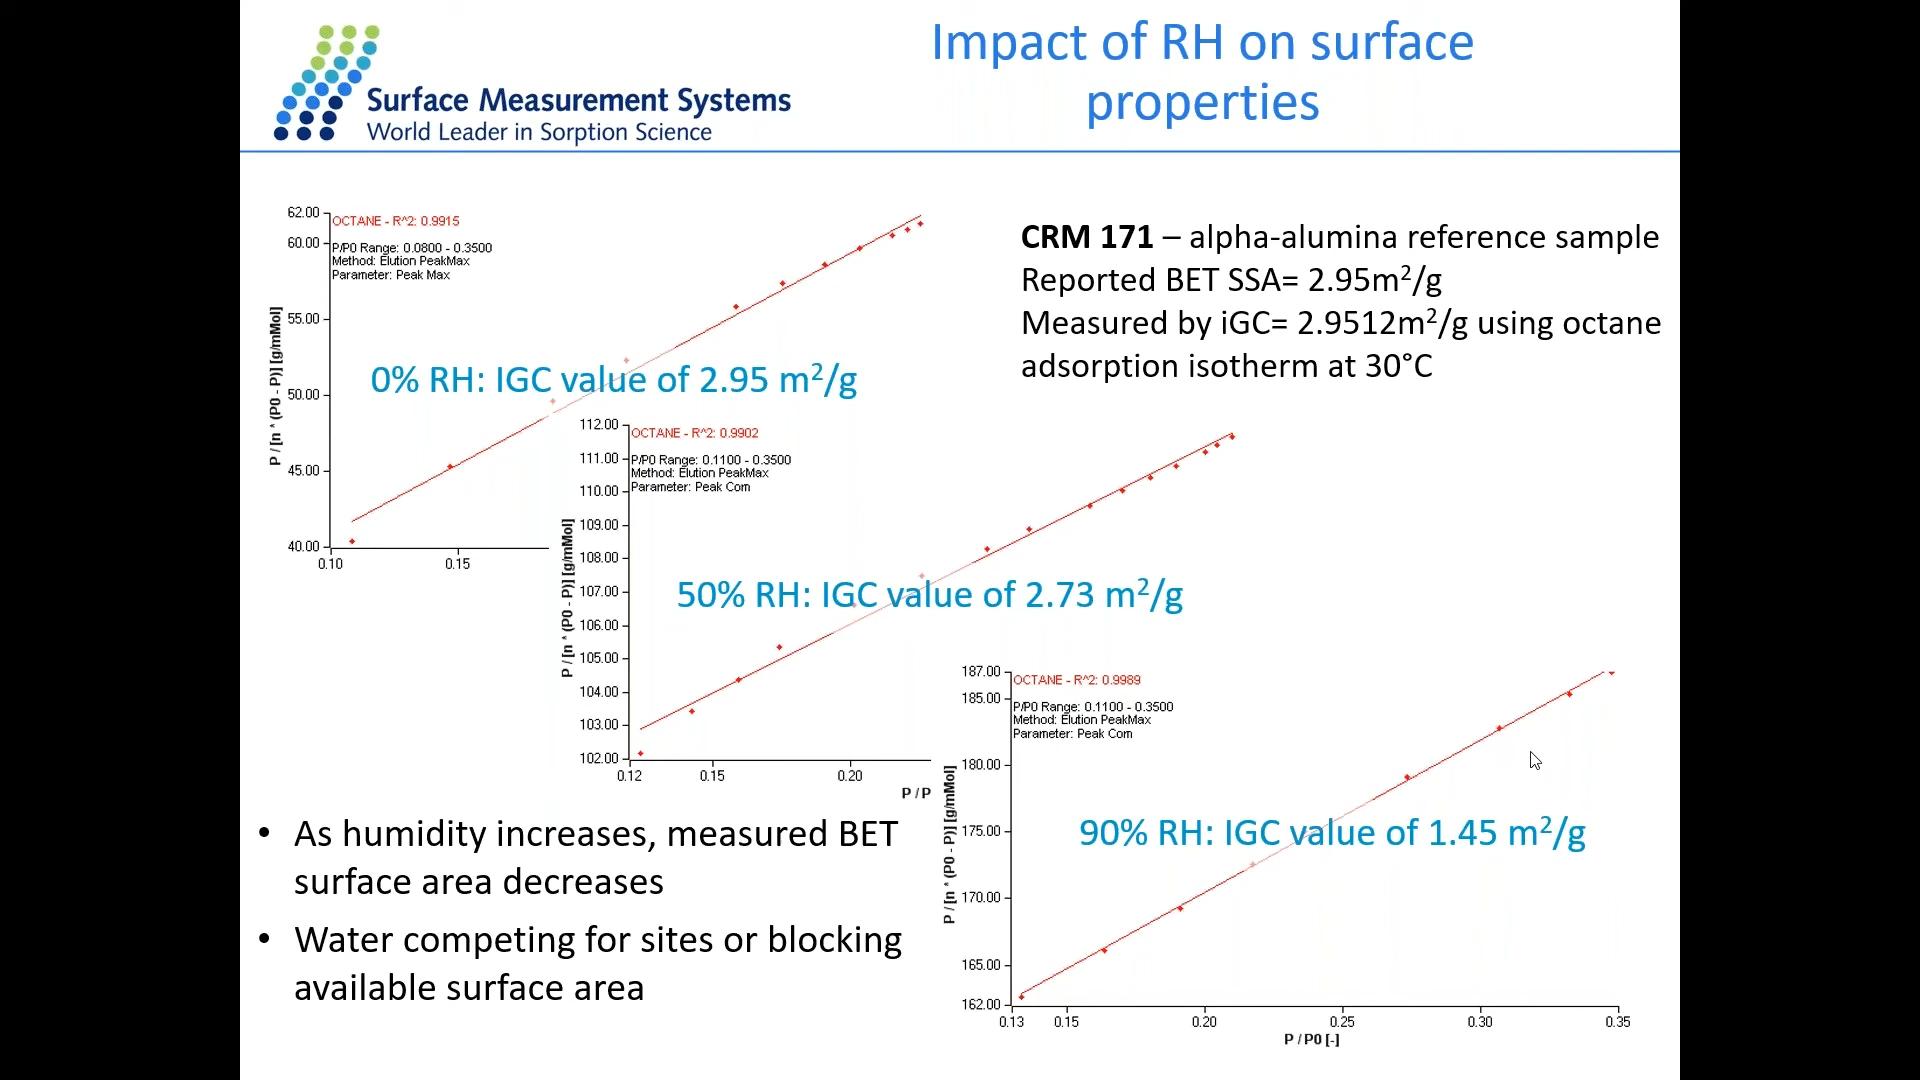 Impact of RH on surface
properties
Surface Measurement Systems
World Leader in Sorption Science
CRM 171 – alpha-alumina reference sample
Reported BET SSA= 2.95m²/g
Measured by iGC= 2.9512m²/g using octane
adsorption isotherm at 30°C
62.00
60.00
55.00
50.00
45.00
40.00
0.10
0.15
P / [n * (P0 - P)] [g/mMol]
OCTANE - R^2: 0.9915
P/P0 Range: 0.0800 - 0.3500
Method: Elution PeakMax
Parameter: Peak Max
0% RH: IGC value of 2.95 m²/g
112.00
111.00
110.00
109.00
108.00
107.00
106.00
105.00
104.00
103.00
102.00
0.12
0.15
0.20
P / P
P / [n * (P0 - P)] [g/mMol]
OCTANE - R^2: 0.9902
P/P0 Range: 0.1100 - 0.3500
Method: Elution PeakMax
Parameter: Peak Com
50% RH: IGC value of 2.73 m²/g
187.00
185.00
180.00
175.00
170.00
165.00
162.00
0.13
0.15
0.20
0.25
0.30
0.35
P / P0 [-]
P / [n * (P0 - P)] [g/mMol]
OCTANE - R^2: 0.9989
P/P0 Range: 0.1100 - 0.3500
Method: Elution PeakMax
Parameter: Peak Com
90% RH: IGC value of 1.45 m²/g
• As humidity increases, measured BET
surface area decreases
• Water competing for sites or blocking
available surface area